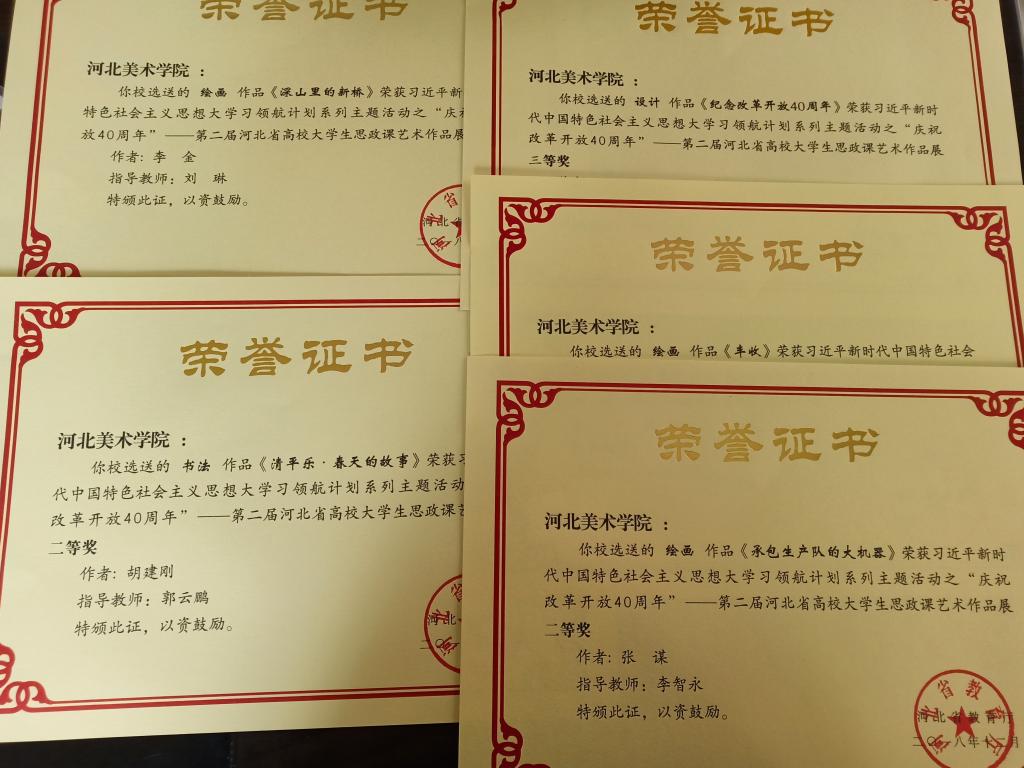 荣誉证书
河北美术学院：
你校选送的 绘画 作品《深山里的新桥》荣获习近平新
特色社会主义思想大学习领航计划系列主题活动之“庆祝
放40周年”——第二届河北省高校大学生思政课艺术作品展
作者：李 金
指导教师：刘 琳
特颁此证，以资鼓励。
荣誉证书
河北美术学院：
你校选送的 设计 作品《纪念改革开放40周年》荣获习近平新时
代中国特色社会主义思想大学习领航计划系列主题活动之“庆祝
改革开放40周年”——第二届河北省高校大学生思政课艺术作品展
三等奖
荣誉证书
河北美术学院：
你校选送的 绘画 作品《丰收》荣获习近平新时代中国特色社会
荣誉证书
河北美术学院：
你校选送的 书法 作品《清平乐·春天的故事》荣获习
代中国特色社会主义思想大学习领航计划系列主题活动
改革开放40周年”——第二届河北省高校大学生思政课艺
二等奖
作者：胡建刚
指导教师：郭云鹏
特颁此证，以资鼓励。
荣誉证书
河北美术学院：
你校选送的 绘画 作品《承包生产队的大机器》荣获习近平新时
代中国特色社会主义思想大学习领航计划系列主题活动之“庆祝
改革开放40周年”——第二届河北省高校大学生思政课艺术作品展
二等奖
作者：张 谋
指导教师：李智永
特颁此证，以资鼓励。
河北省教育厅
二〇一八年十二月